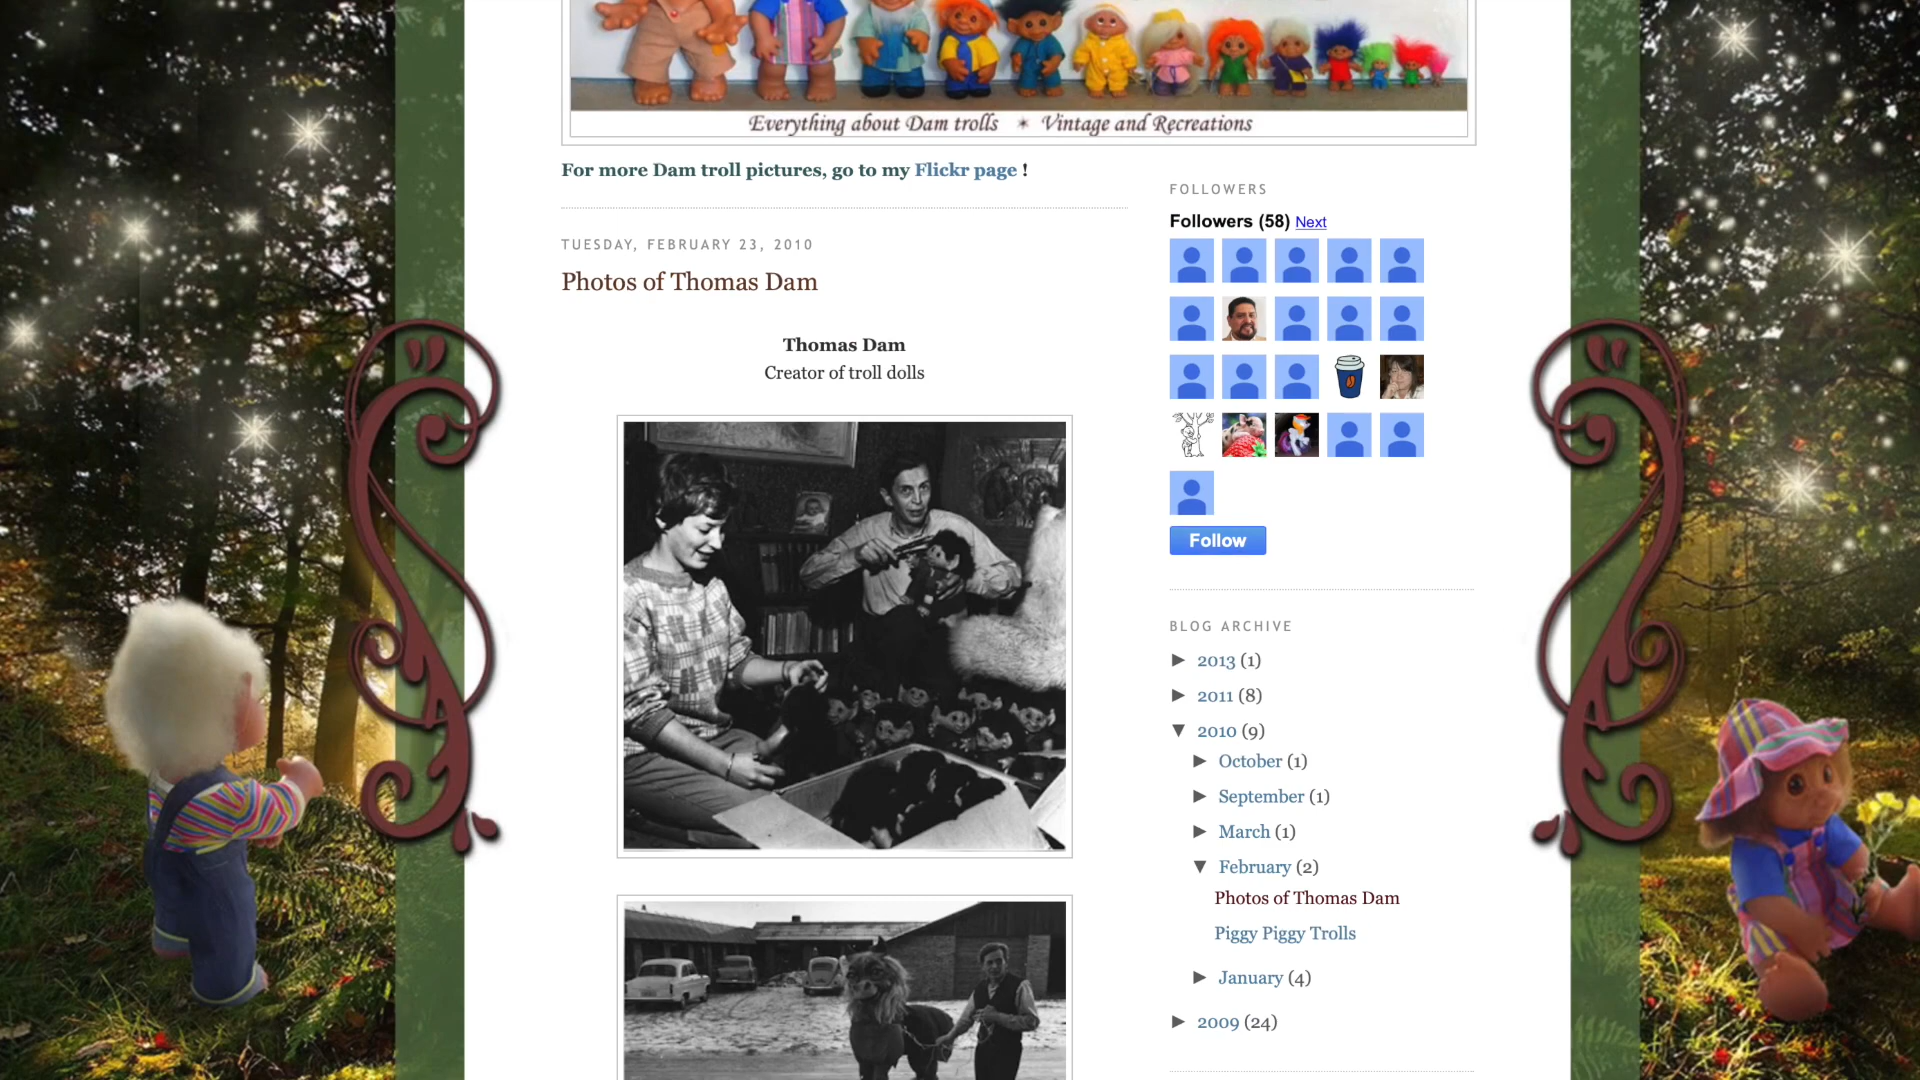 Everything about Dam trolls * Vintage and Recreations
For more Dam troll pictures, go to my Flickr page !
TUESDAY, FEBRUARY 23, 2010
Photos of Thomas Dam
Thomas Dam
Creator of troll dolls
FOLLOWERS
Followers (58) Next
Follow
BLOG ARCHIVE
► 2013 (1)
► 2011 (8)
▼ 2010 (9)
► October (1)
► September (1)
► March (1)
▼ February (2)
Photos of Thomas Dam
Piggy Piggy Trolls
► January (4)
► 2009 (24)